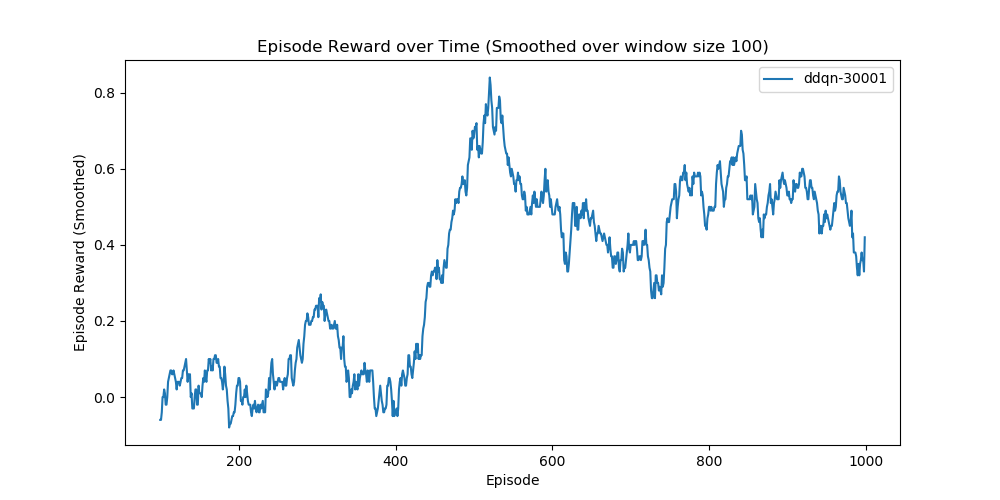 Episode Reward over Time (Smoothed over window size 100)
ddqn-30001
Episode Reward (Smoothed)
0.8
0.6
0.4
0.2
0.0
200
400
600
800
1000
Episode